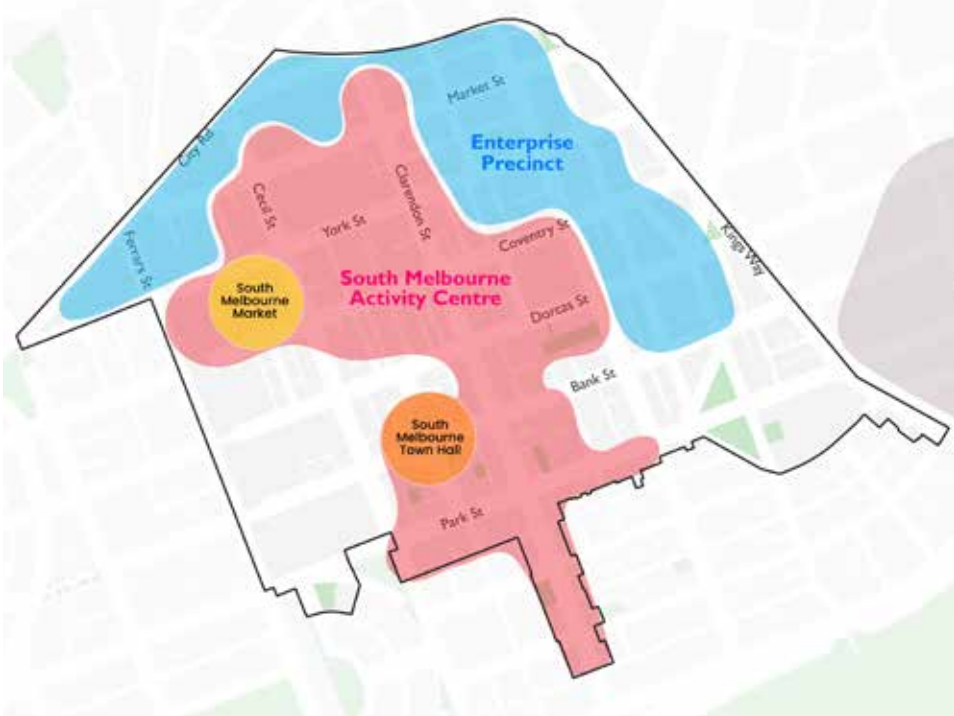 Market St
Enterprise
Precinct
City Rd
Cecil St
Clarendon St
York St
Coventry St
Kings Way
Ferrars St
South Melbourne
Activity Centre
South
Melbourne
Market
Dorcas St
Bank St
South
Melbourne
Town Hall
Park St